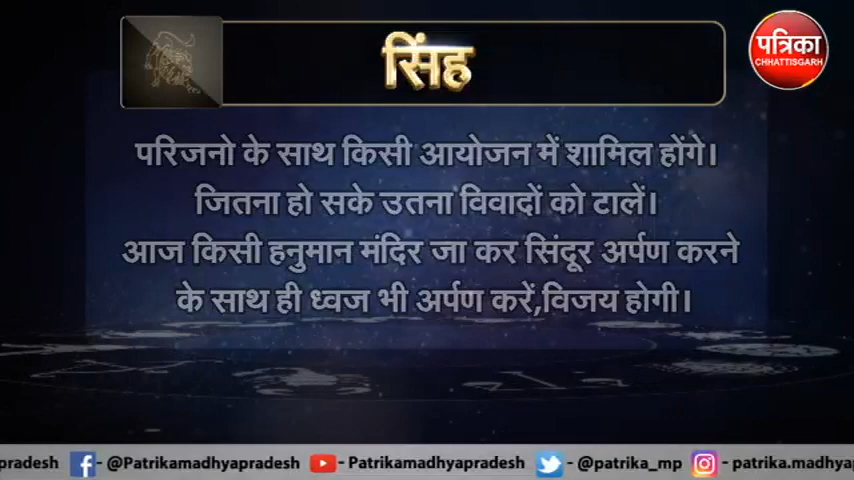 सिंह
पत्रिका
CHHATTISGARH
परिजनो के साथ किसी आयोजन में शामिल होंगे।
जितना हो सके उतना विवादों को टालें।
आज किसी हनुमान मंदिर जा कर सिंदूर अर्पण करने
के साथ ही ध्वज भी अर्पण करें,विजय होगी।
pradesh - @Patrikamadhyapradesh - Patrikamadhyapradesh - @patrika_mp - patrika.madhya